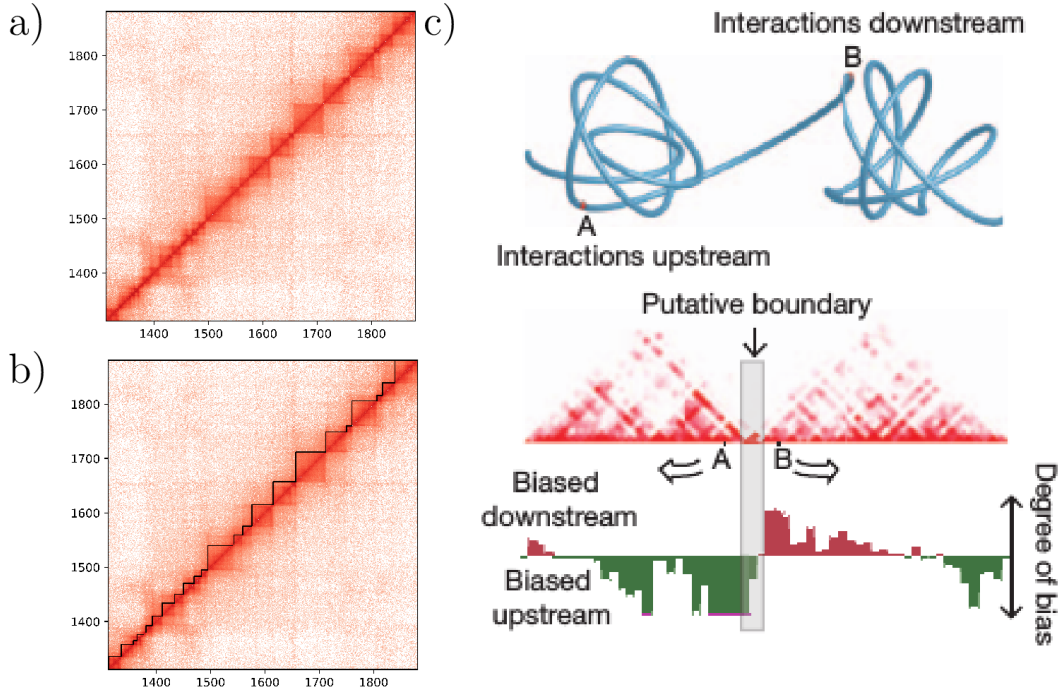 a)
1800
1700
1600
1500
1400
1400 1500 1600 1700 1800
b)
1800
1700
1600
1500
1400
1400 1500 1600 1700 1800
c)
Interactions downstream
B
A
Interactions upstream
Putative boundary
A B
Biased
downstream
Biased
upstream
Degree of bias